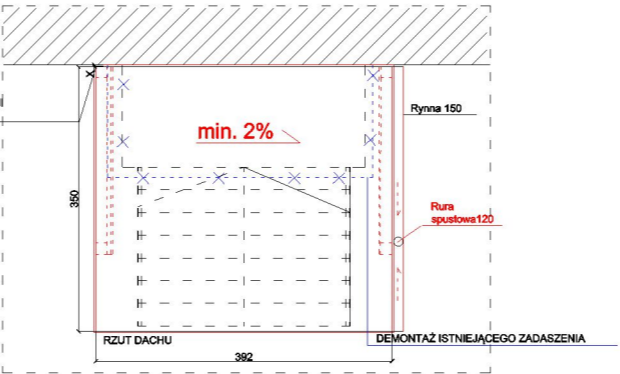 X
Rynna 150
min. 2%
350
Rura
spustowa120
RZUT DACHU
DEMONTAŻ ISTNIEJĄCEGO ZADASZENIA
392